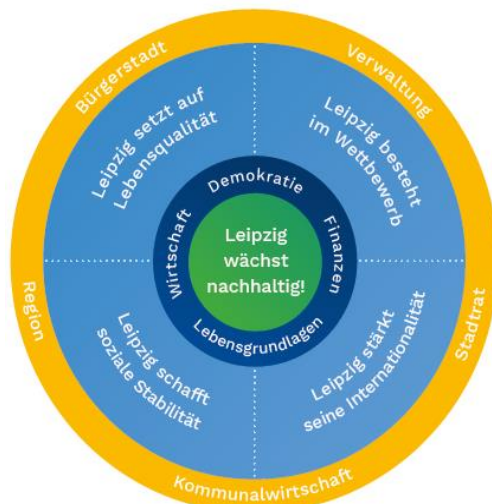 Bürgerstadt
Verwaltung
Leipzig setzt auf
Lebensqualität
Leipzig besteht
im Wettbewerb
Demokratie
Wirtschaft
Finanzen
Leipzig
wächst
nachhaltig!
Lebensgrundlagen
Region
Stadtrat
Leipzig schafft
soziale Stabilität
Leipzig stärkt
seine Internationalität
Kommunalwirtschaft